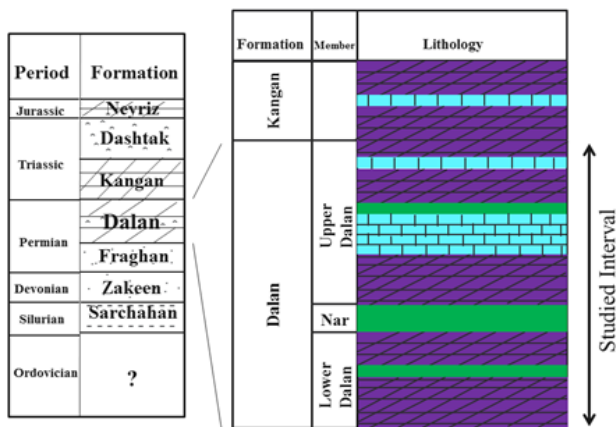 Period Formation
Jurassic Neyriz
Triassic Dashtak
Kangan
Permian Dalan
Fraghan
Devonian Zakeen
Silurian Sarchahan
Ordovician ?
Formation Member Lithology
Kangan
Dalan
Upper
Dalan
Nar
Lower
Dalan
Studied Interval